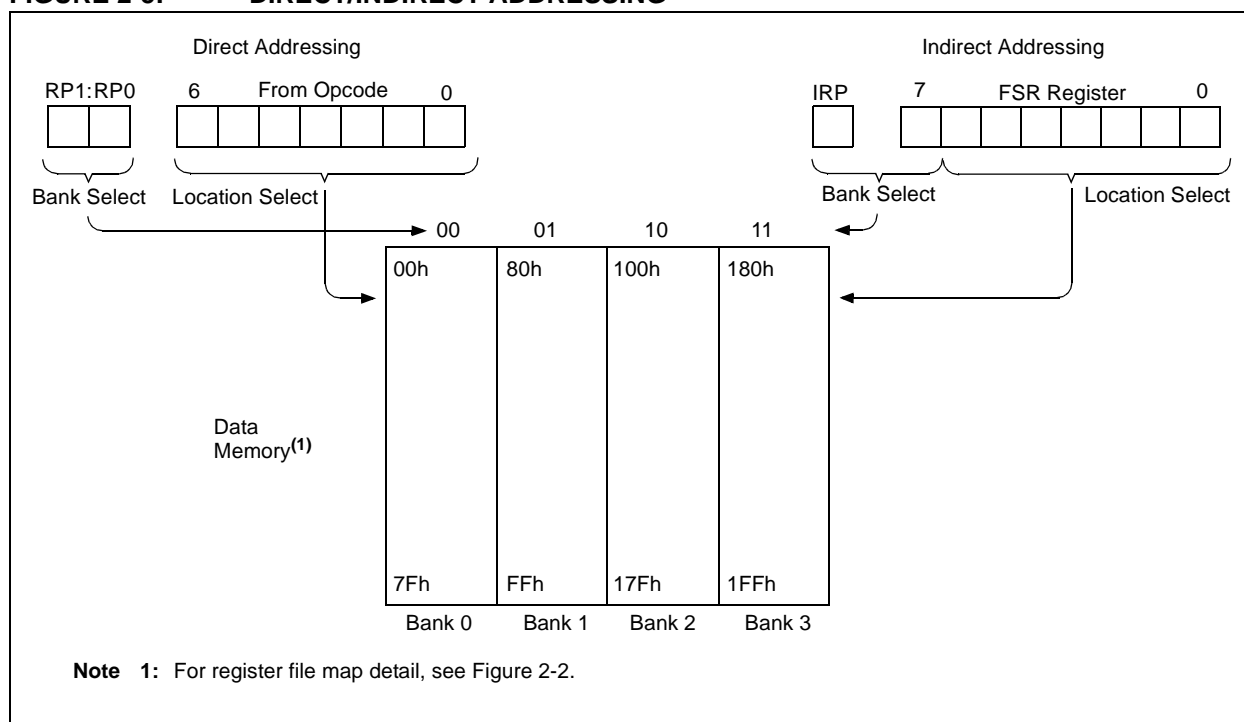 Direct Addressing
Indirect Addressing
RP1:RP0 6 From Opcode 0
IRP 7 FSR Register 0
Bank Select Location Select
Bank Select Location Select
00 01 10 11
00h 80h 100h 180h
Data
Memory(1)
7Fh FFh 17Fh 1FFh
Bank 0 Bank 1 Bank 2 Bank 3
Note 1: For register file map detail, see Figure 2-2.